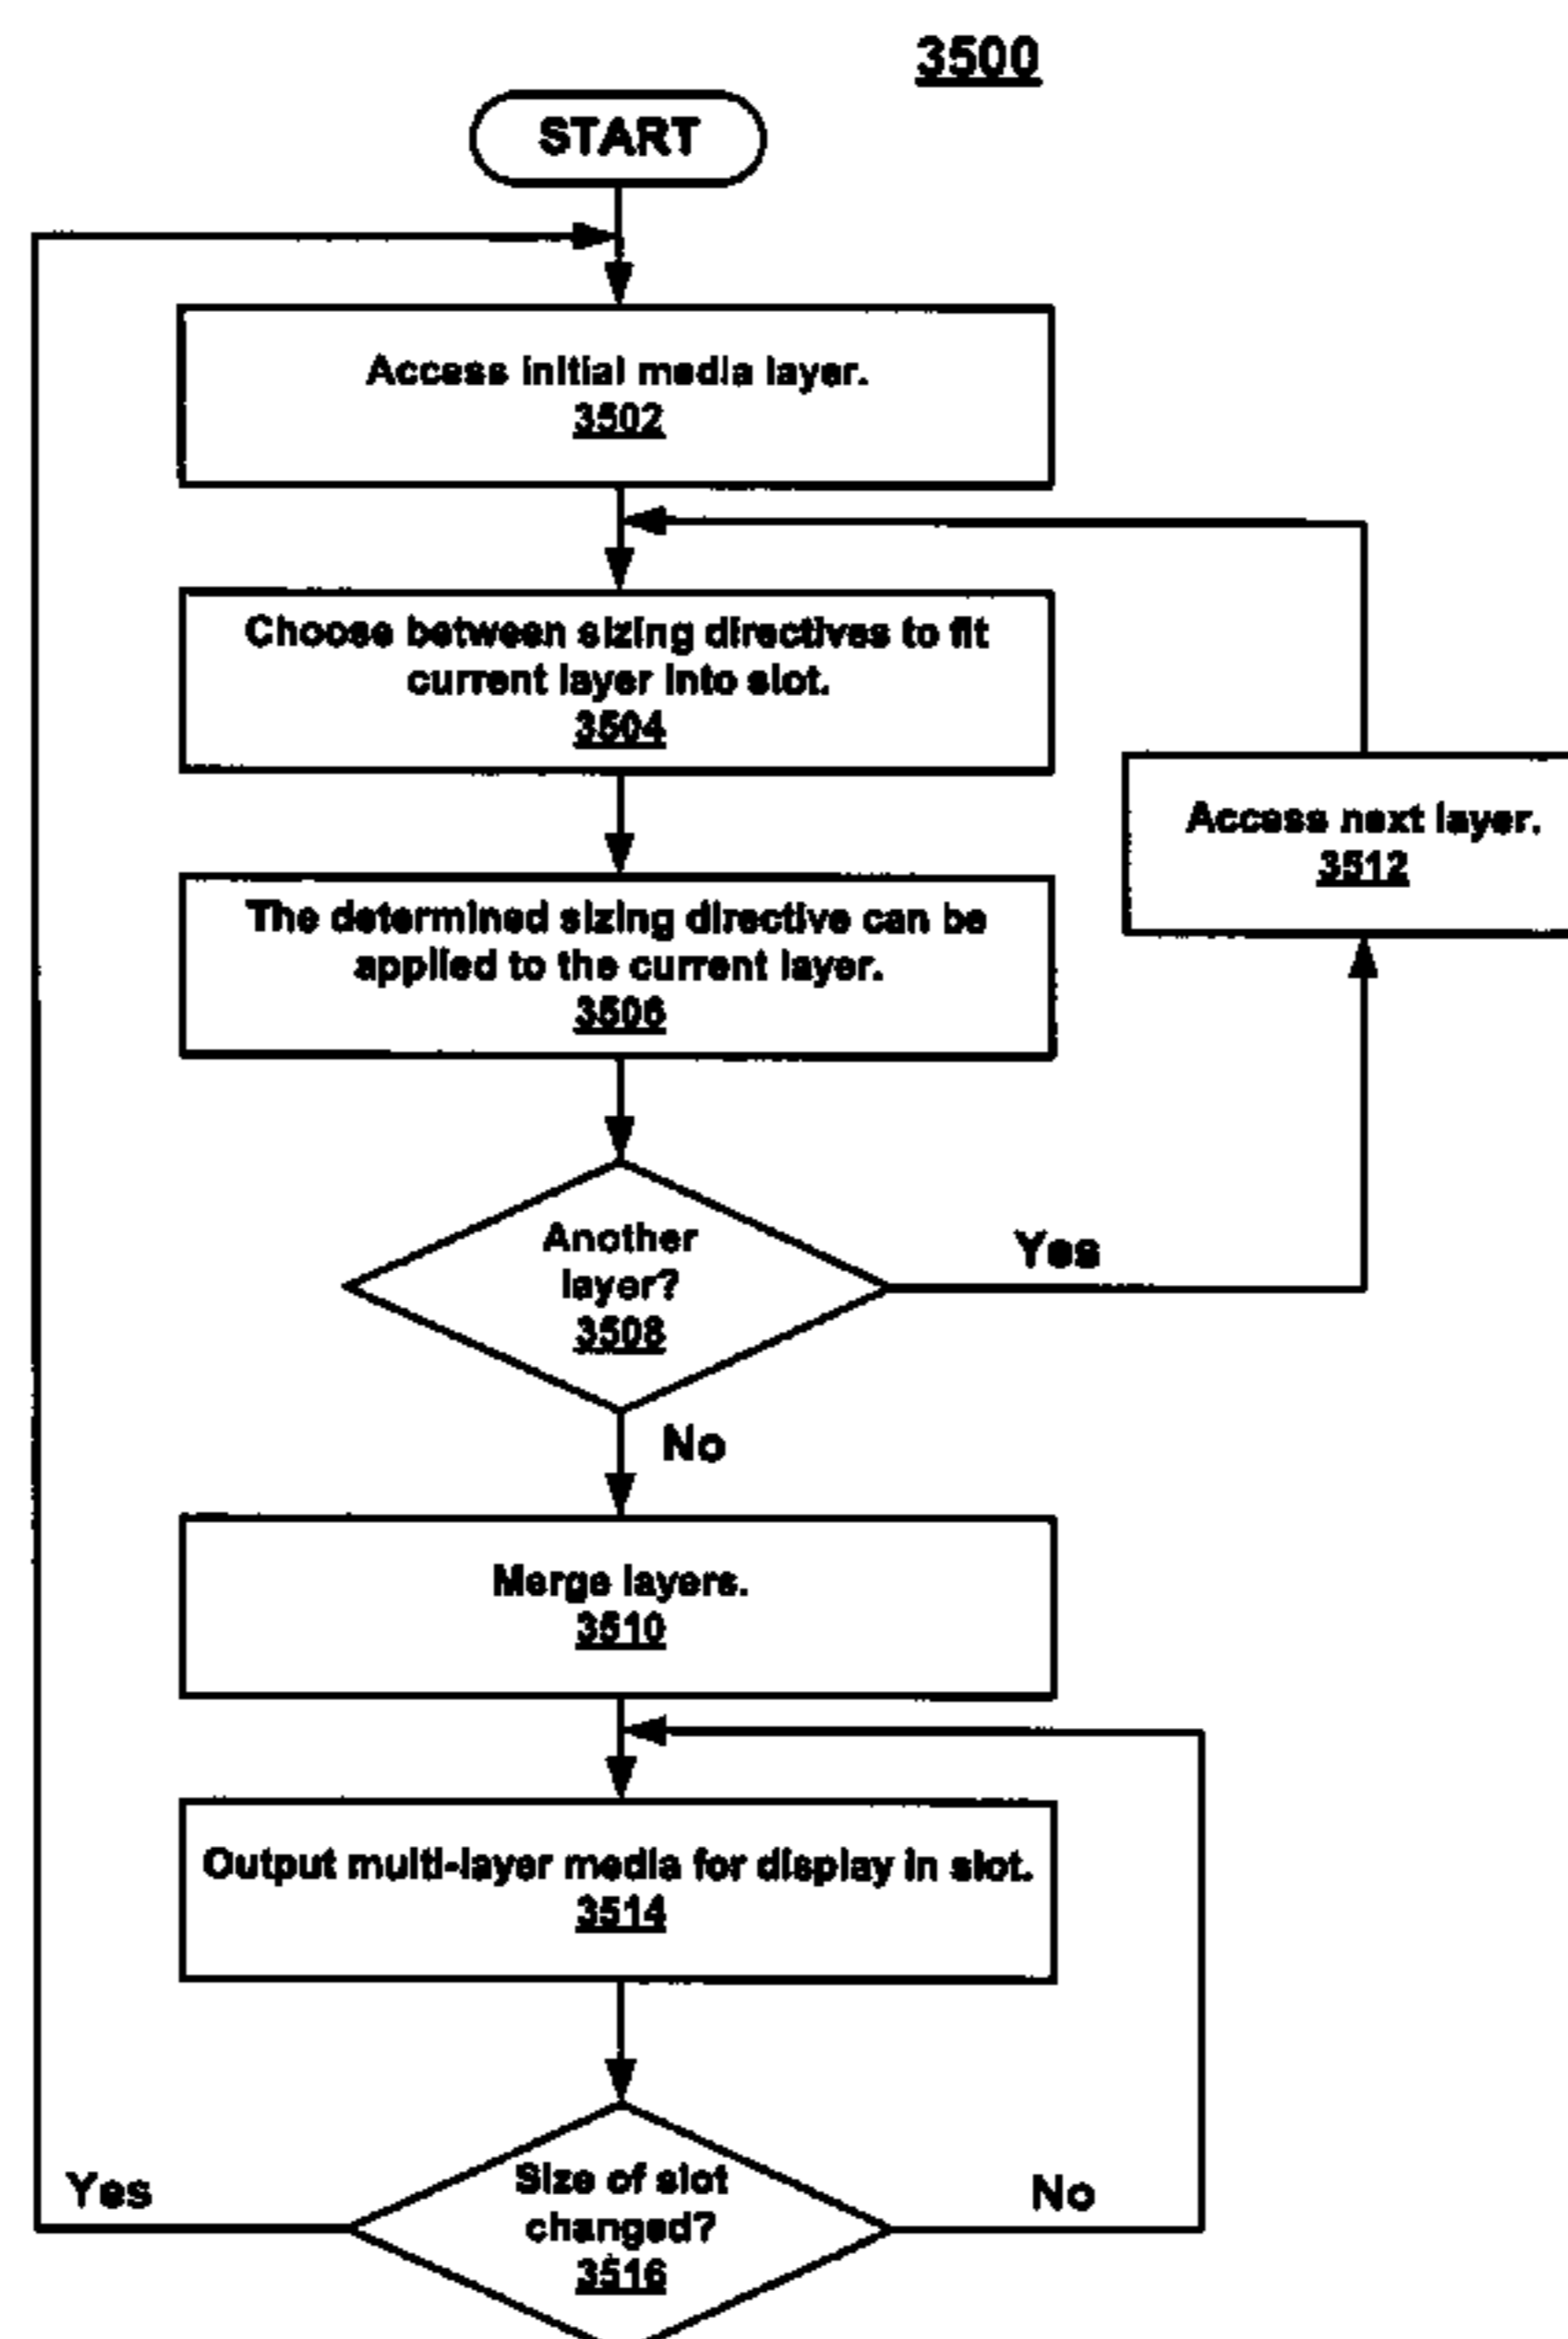 3500
START
Access initial media layer.
3502
Choose between sizing directives to fit
current layer into slot.
3504
Access next layer.
3512
The determined sizing directive can be
applied to the current layer.
3506
Another
layer?
3508
Yes
No
Merge layers.
3510
Output multi-layer media for display in slot.
3514
Yes
Size of slot
changed?
3516
No